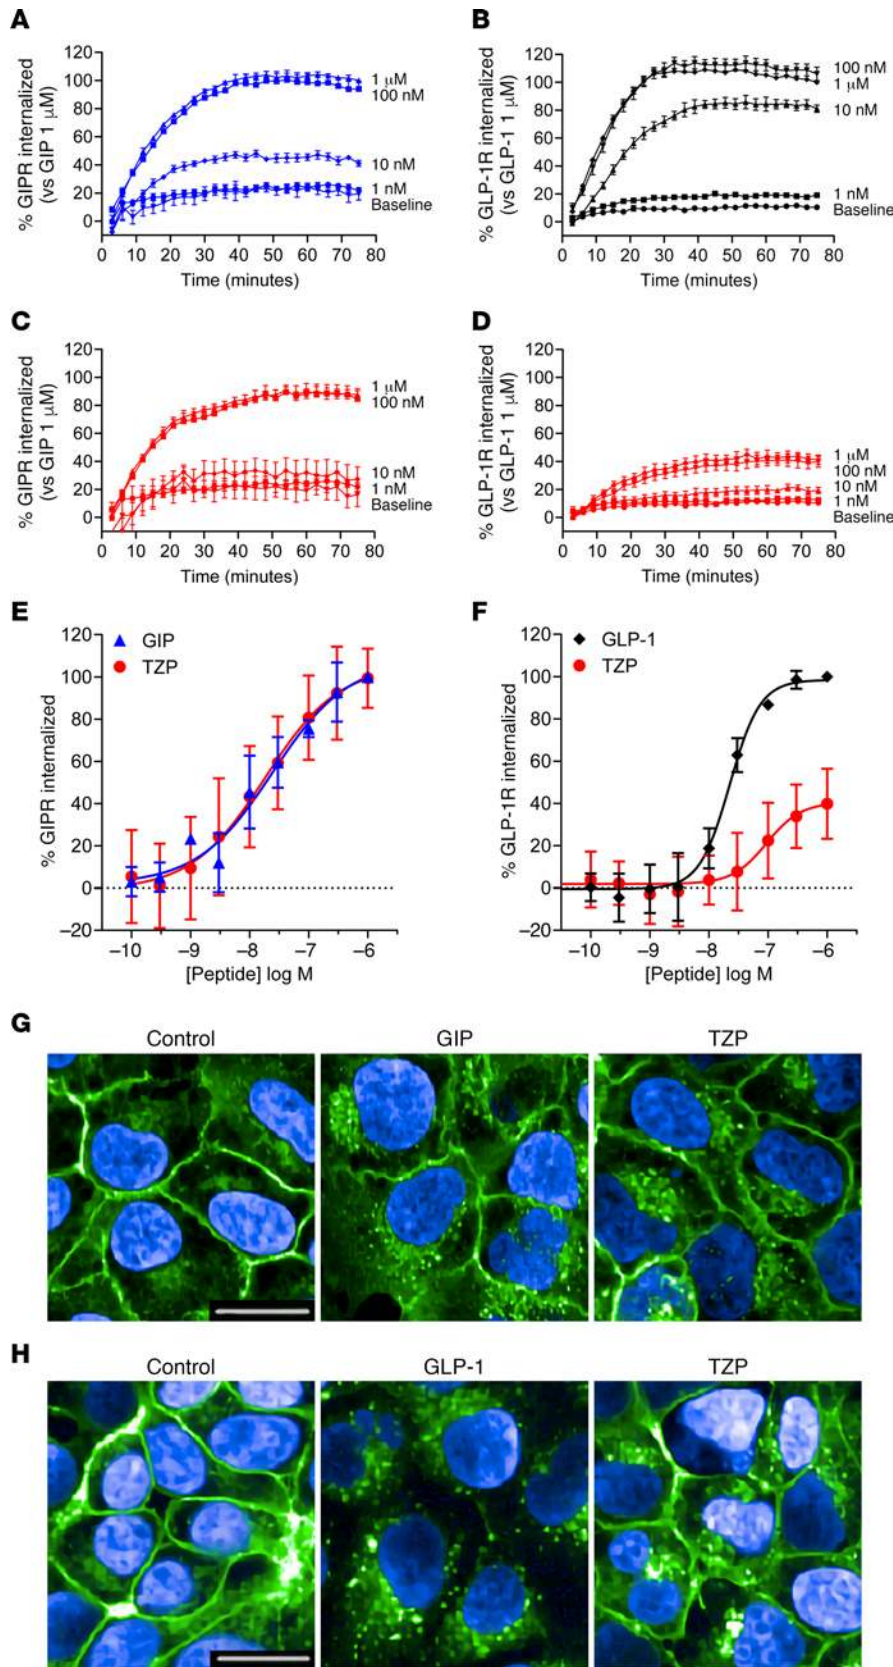 A
% GIPR internalized
(vs GIP 1 μM)
120
100
80
60
40
20
0
1 μM
100 nM
10 nM
1 nM
Baseline
0 10 20 30 40 50 60 70 80
Time (minutes)
B
% GLP-1R internalized
(vs GLP-1 1 μM)
120
100
80
60
40
20
0
100 nM
1 μM
10 nM
1 nM
Baseline
0 10 20 30 40 50 60 70 80
Time (minutes)
C
% GIPR internalized
(vs GIP 1 μM)
120
100
80
60
40
20
0
1 μM
100 nM
10 nM
1 nM
Baseline
0 10 20 30 40 50 60 70 80
Time (minutes)
D
% GLP-1R internalized
(vs GLP-1 1 μM)
120
100
80
60
40
20
0
1 μM
100 nM
10 nM
1 nM
Baseline
0 10 20 30 40 50 60 70 80
Time (minutes)
E
% GIPR internalized
120
100
80
60
40
20
0
–20
GIP
TZP
–10 –9 –8 –7 –6
[Peptide] log M
F
% GLP-1R internalized
120
100
80
60
40
20
0
–20
GLP-1
TZP
–10 –9 –8 –7 –6
[Peptide] log M
G
Control GIP TZP
H
Control GLP-1 TZP